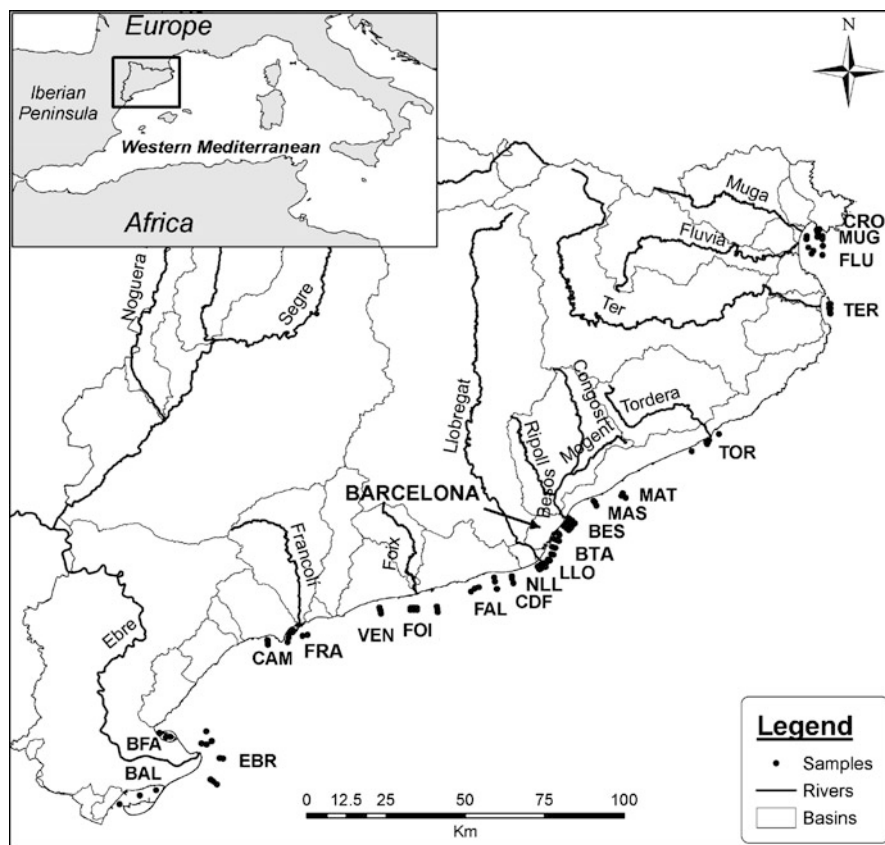 Europe
Iberian
Peninsula
Western Mediterranean
Africa
N
Noguera
Segre
Llobregat
Ter
Muga
Fluvia
CRO
MUG
FLU
TER
Congost
Tordera
Ripoll
Mogent
Besos
TOR
BARCELONA
MAT
MAS
BES
BTA
LLO
NLL
CDF
FAL
Francolí
Foix
VEN
FOI
CAM
FRA
Ebre
BFA
EBR
BAL
Legend
Samples
Rivers
Basins
0 12.5 25 50 75 100
Km